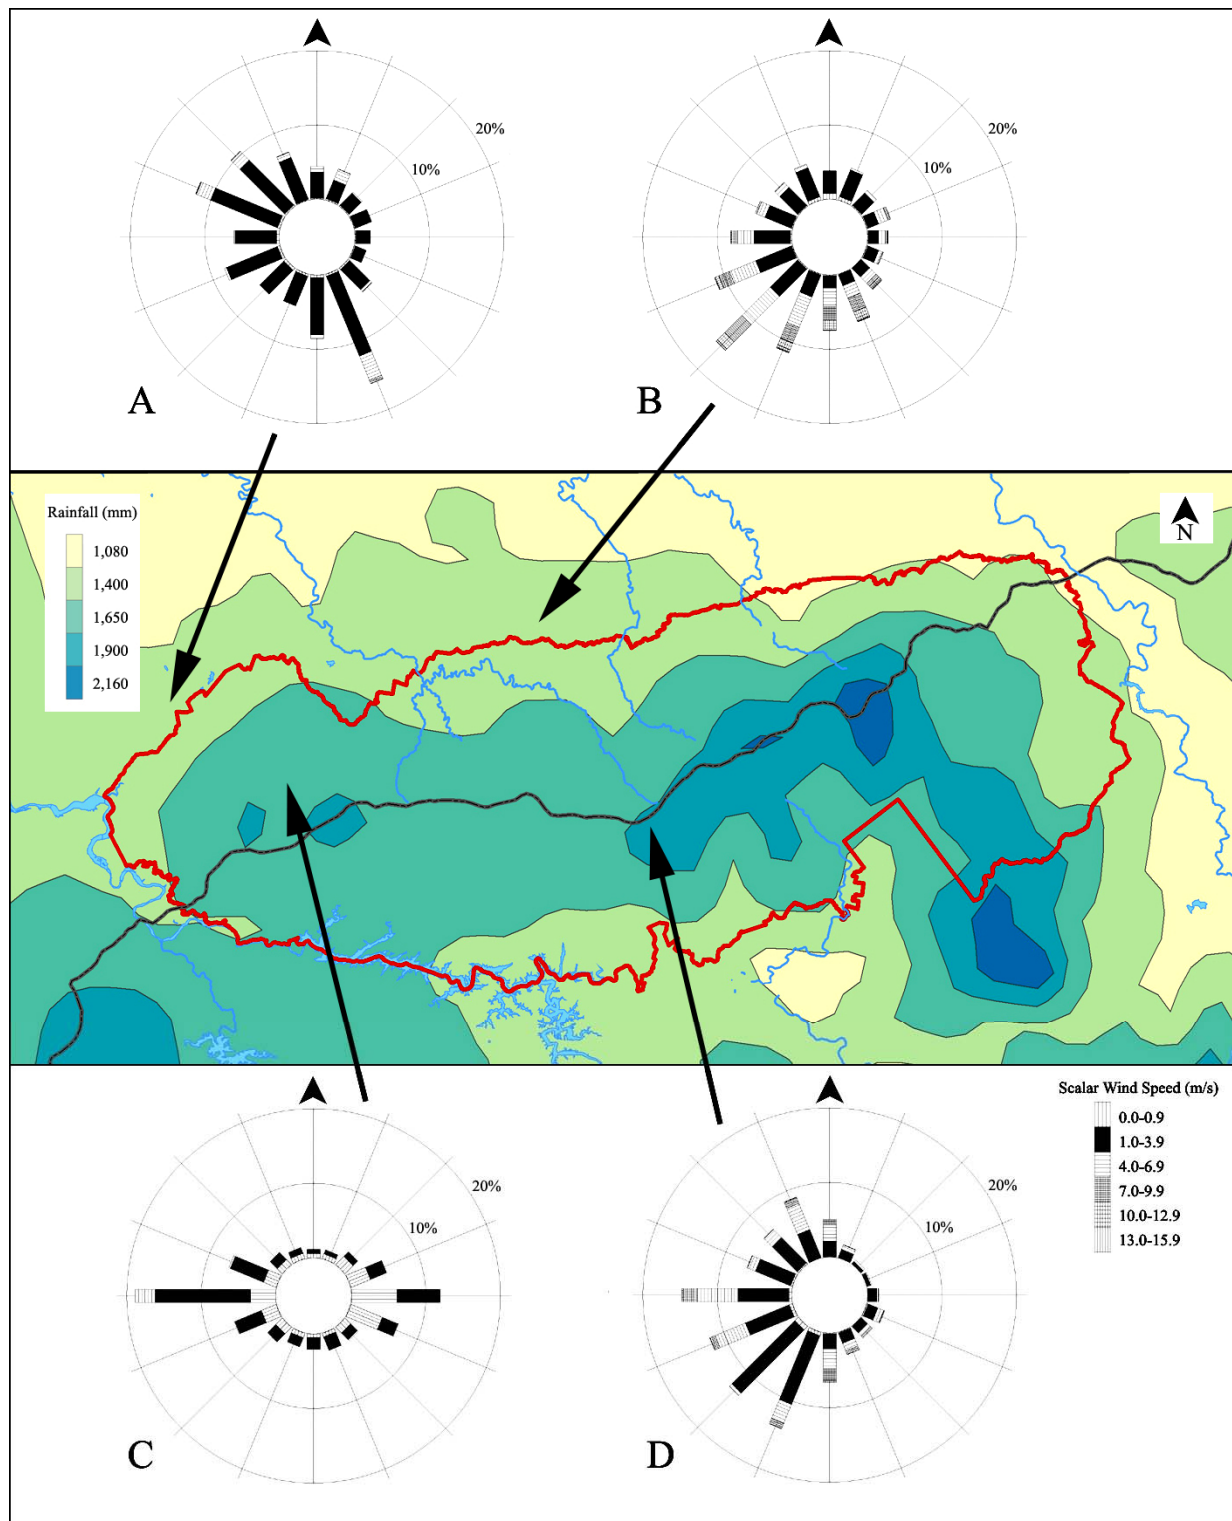 20%
10%
A
20%
10%
B
Rainfall (mm)
1,080
1,400
1,650
1,900
2,160
N
Scalar Wind Speed (m/s)
0.0-0.9
1.0-3.9
4.0-6.9
7.0-9.9
10.0-12.9
13.0-15.9
20%
10%
C
20%
10%
D